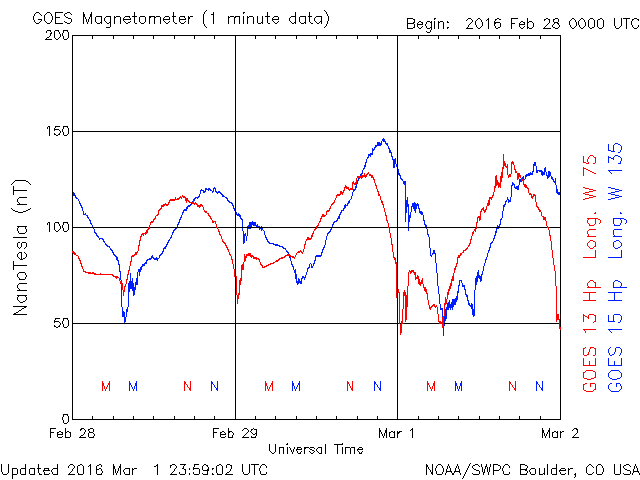 GOES Magnetometer (1 minute data)
Begin: 2016 Feb 28 0000 UTC
200
150
100
50
0
NanoTesla (nT)
M M N N M M N N M M N N
Feb 28 Feb 29 Mar 1 Mar 2
Universal Time
GOES 13 Hp Long. W 75
GOES 15 Hp Long. W 135
Updated 2016 Mar 1 23:59:02 UTC
NOAA/SWPC Boulder, CO USA